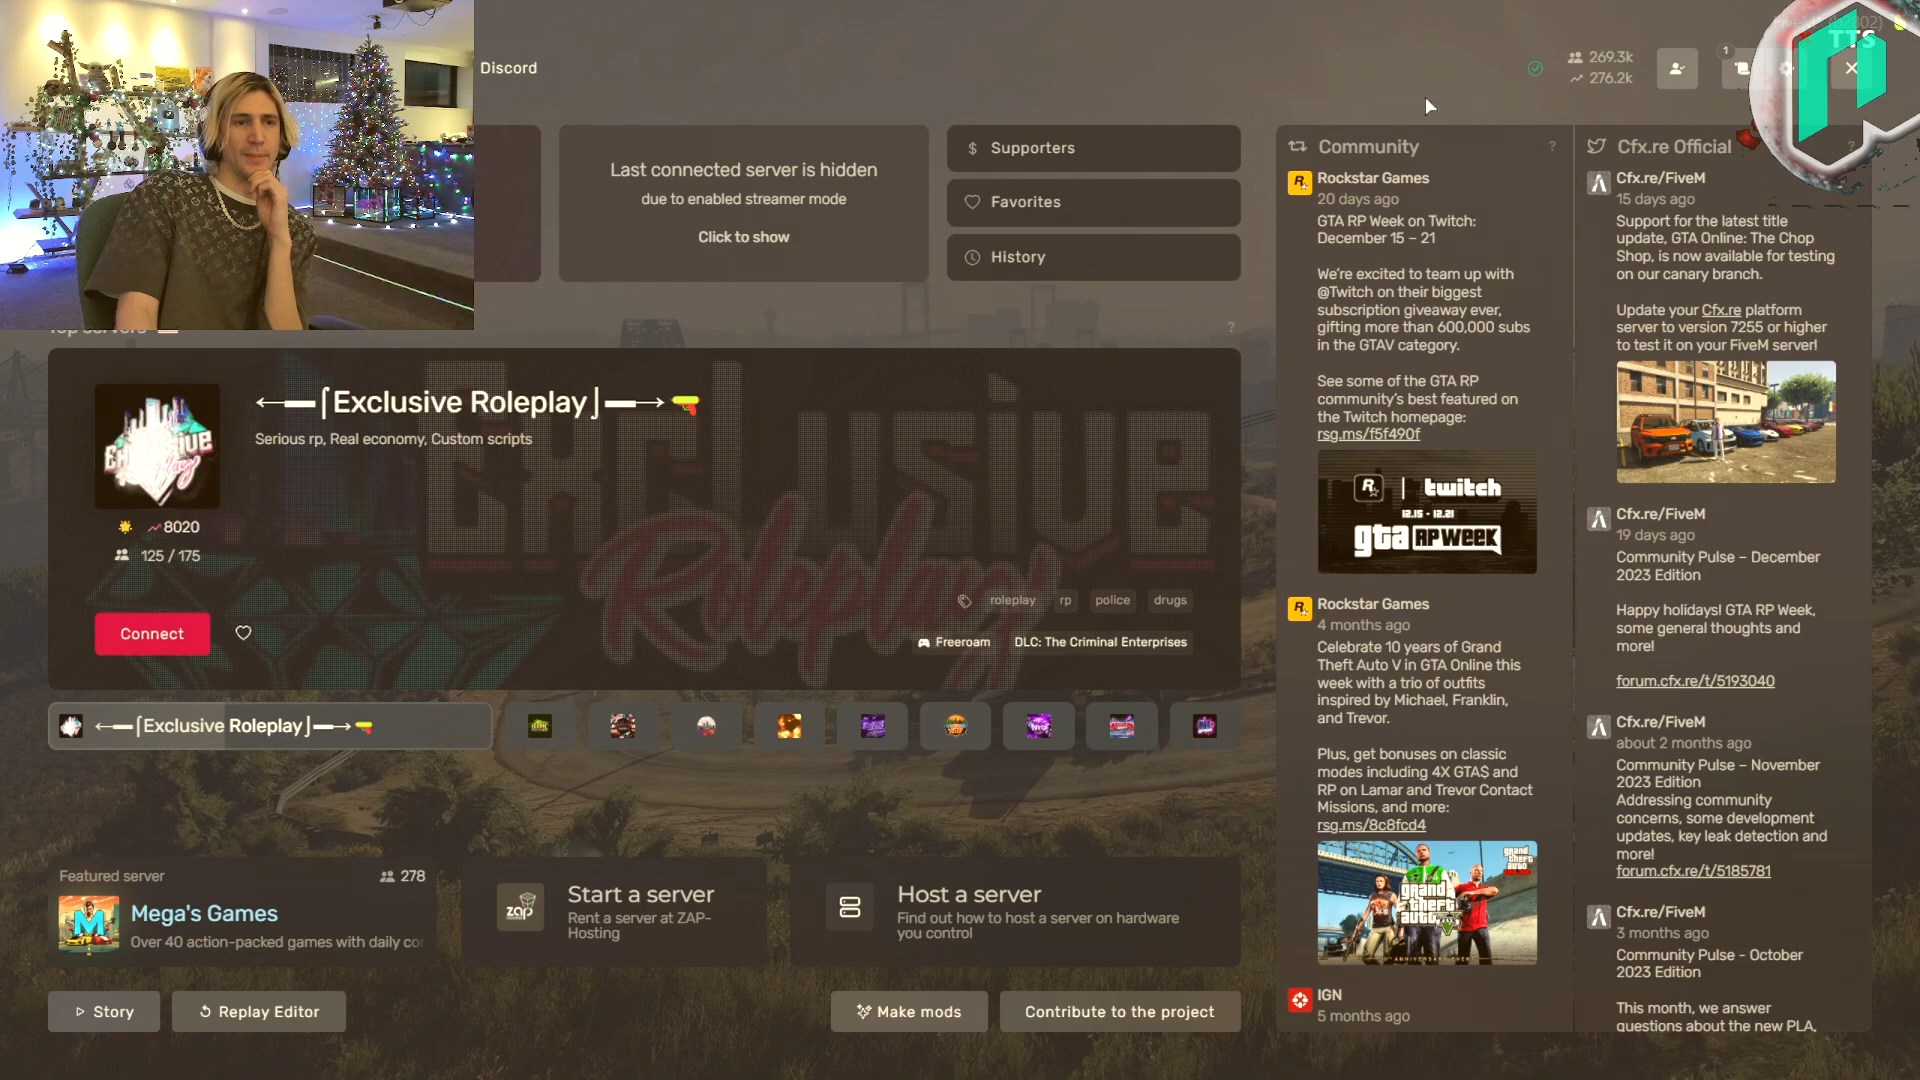 Discord
269.3k
276.2k
1
TTS
Last connected server is hidden
due to enabled streamer mode
Click to show
Supporters
Favorites
History
?
Exclusive Roleplay
Roleplay
←—⌠Exclusive Roleplay⌡—→
Serious rp, Real economy, Custom scripts
8020
125 / 175
roleplay
rp
police
drugs
Connect
Freeroam
DLC: The Criminal Enterprises
←—⌠Exclusive Roleplay⌡—→
Featured server
278
Mega's Games
Over 40 action-packed games with daily
zap
Start a server
Rent a server at ZAP-
Hosting
Host a server
Find out how to host a server on hardware
you control
Story
Replay Editor
Make mods
Contribute to the project
Community
?
Rockstar Games
20 days ago
GTA RP Week on Twitch:
December 15 – 21
We're excited to team up with
@Twitch on their biggest
subscription giveaway ever,
gifting more than 600,000 subs
in the GTAV category.
See some of the GTA RP
community's best featured on
the Twitch homepage:
rsg.ms/f5f490f
R | twitch
12.15 - 12.21
gta RP WEEK
Rockstar Games
4 months ago
Celebrate 10 years of Grand
Theft Auto V in GTA Online this
week with a trio of outfits
inspired by Michael, Franklin,
and Trevor.
Plus, get bonuses on classic
modes including 4X GTA$ and
RP on Lamar and Trevor Contact
Missions, and more:
rsg.ms/8c8fcd4
grand
theft
auto
V
IGN
5 months ago
Cfx.re Official
?
Cfx.re/FiveM
15 days ago
Support for the latest title
update, GTA Online: The Chop
Shop, is now available for testing
on our canary branch.
Update your Cfx.re platform
server to version 7255 or higher
to test it on your FiveM server!
Cfx.re/FiveM
19 days ago
Community Pulse – December
2023 Edition
Happy holidays! GTA RP Week,
some general thoughts and
more!
forum.cfx.re/t/5193040
Cfx.re/FiveM
about 2 months ago
Community Pulse – November
2023 Edition
Addressing community
concerns, some development
updates, key leak detection and
more!
forum.cfx.re/t/5185781
Cfx.re/FiveM
3 months ago
Community Pulse - October
2023 Edition
This month, we answer
questions about the new PLA,